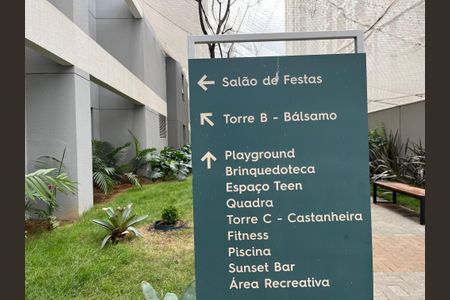 Salão de Festas
Torre B - Bálsamo
Playground
Brinquedoteca
Espaço Teen
Quadra
Torre C - Castanheira
Fitness
Piscina
Sunset Bar
Área Recreativa